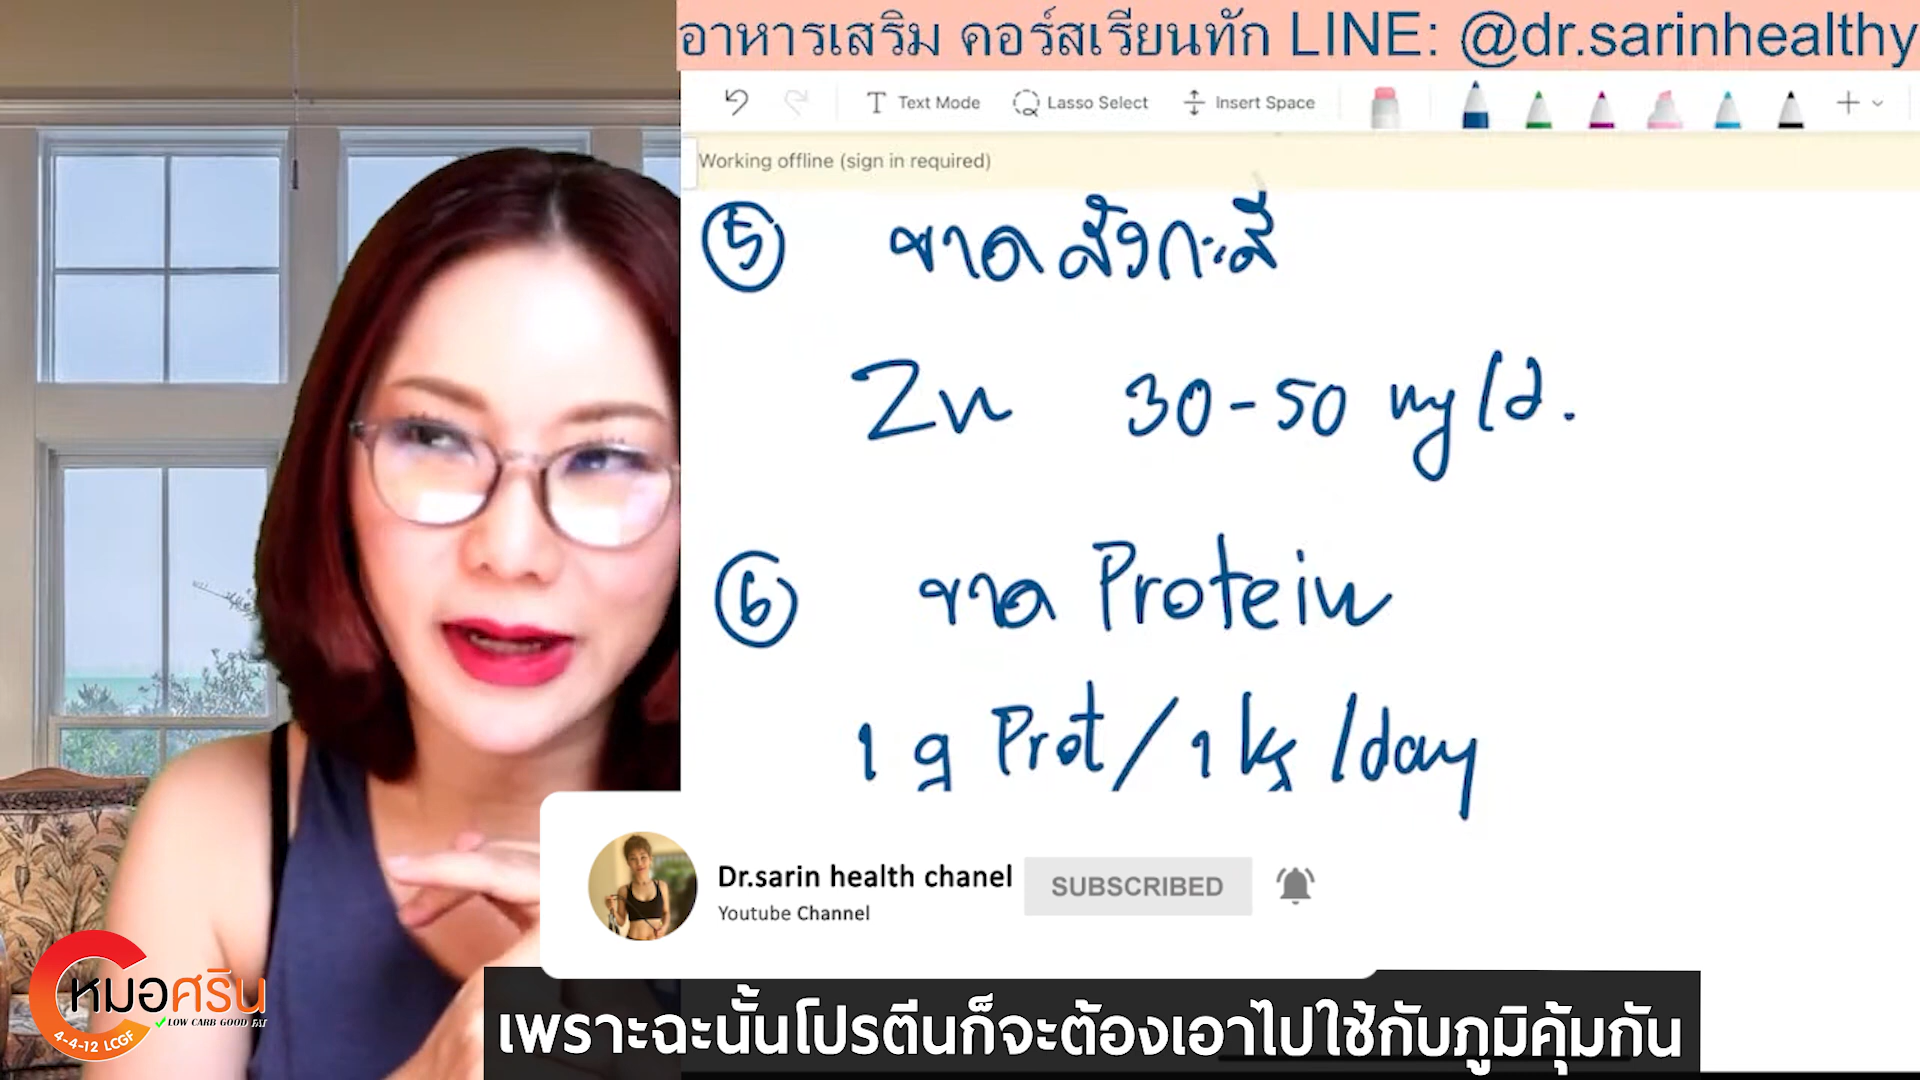 อาหารเสริม คอร์สเรียนทัก LINE: @dr.sarinhealthy
Text Mode Lasso Select Insert Space
Working offline (sign in required)
5 ขาดสังกะสี
Zn 30-50 mg/d.
6 ขาด Protein
1 g Prot/1 kg/day
Dr.sarin health chanel
Youtube Channel
SUBSCRIBED
หมอศริน
LOW CARB GOOD FAT
4-4-12 LCGF
เพราะฉะนั้นโปรตีนก็จะต้องเอาไปใช้กับภูมิคุ้มกัน